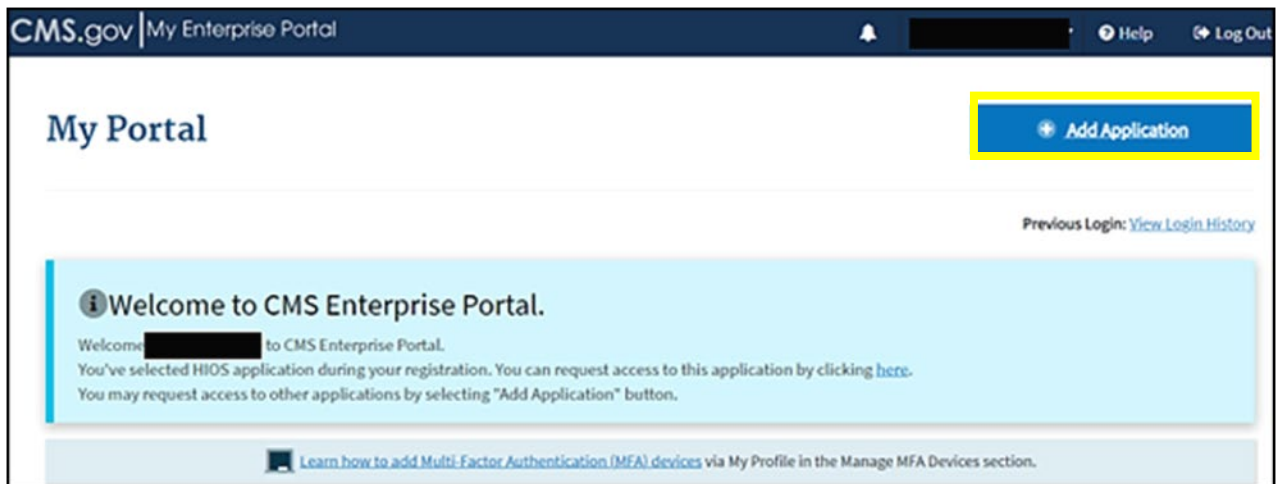 CMS.gov My Enterprise Portal
Help
Log Out
My Portal
Add Application
Previous Login: View Login History
Welcome to CMS Enterprise Portal.
Welcome to CMS Enterprise Portal.
You've selected HIOS application during your registration. You can request access to this application by clicking here.
You may request access to other applications by selecting "Add Application" button.
Learn how to add Multi-Factor Authentication (MFA) devices via My Profile in the Manage MFA Devices section.